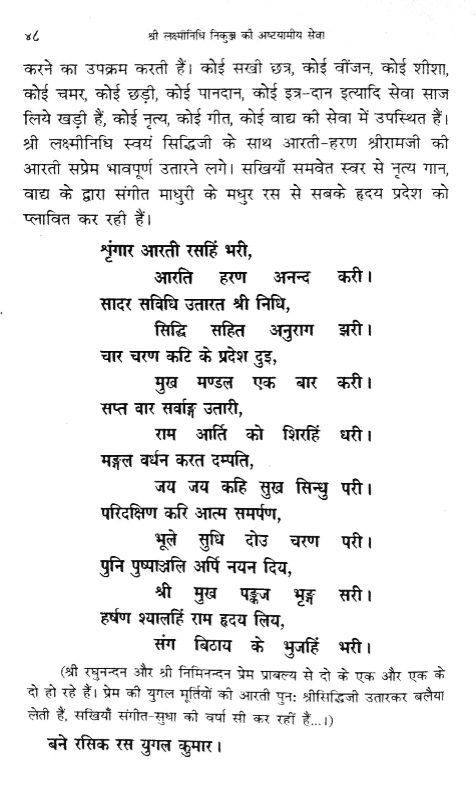 ४८ श्री लक्ष्मीनिधि निकुञ्ज की अष्टयामीय सेवा
करने का उपक्रम करती हैं। कोई सखी छत्र, कोई वींजन, कोई शीशा,
कोई चमर, कोई छड़ी, कोई पानदान, कोई इत्र-दान इत्यादि सेवा साज
लिये खड़ी हैं, कोई नृत्य, कोई गीत, कोई वाद्य की सेवा में उपस्थित हैं।
श्री लक्ष्मीनिधि स्वयं सिद्धिजी के साथ आरती-हरण श्रीरामजी की
आरती सप्रेम भावपूर्ण उतारने लगे। सखियाँ समवेत स्वर से नृत्य गान,
वाद्य के द्वारा संगीत माधुरी के मधुर रस से सबके हृदय प्रदेश को
प्लावित कर रही हैं।
शृंगार आरती रसहिं भरी,
आरति हरण आनन्द करी।
सादर सविधि उतारत श्री निधि,
सिद्धि सहित अनुराग झरी।
चार चरण कटि के प्रदेश दुइ,
मुख मण्डल एक बार करी।
सप्त वार सर्वाङ्ग उतारी,
राम आर्ति को शिरहिं धरी।
मङ्गल वर्धन करत दम्पति,
जय जय कहि सुख सिन्धु परी।
परिदक्षिण करि आत्म समर्पण,
भूले सुधि दोउ चरण परी।
पुनि पुष्पाञ्जलि अर्पि नयन दिय,
श्री मुख पङ्कज भृङ्ग सरी।
हर्षण श्यालहिं राम हृदय लिय,
संग बिठाय के भुजहिं भरी।
(श्री रघुनन्दन और श्री निमिनन्दन प्रेम प्राबल्य से दो के एक और एक के
दो हो रहे हैं। प्रेम की युगल मूर्तियों की आरती पुनः श्रीसिद्धिजी उतारकर बलैया
लेती हैं, सखियाँ संगीत-सुधा की वर्षा सी कर रहीं हैं...।)
बने रसिक रस युगल कुमार।